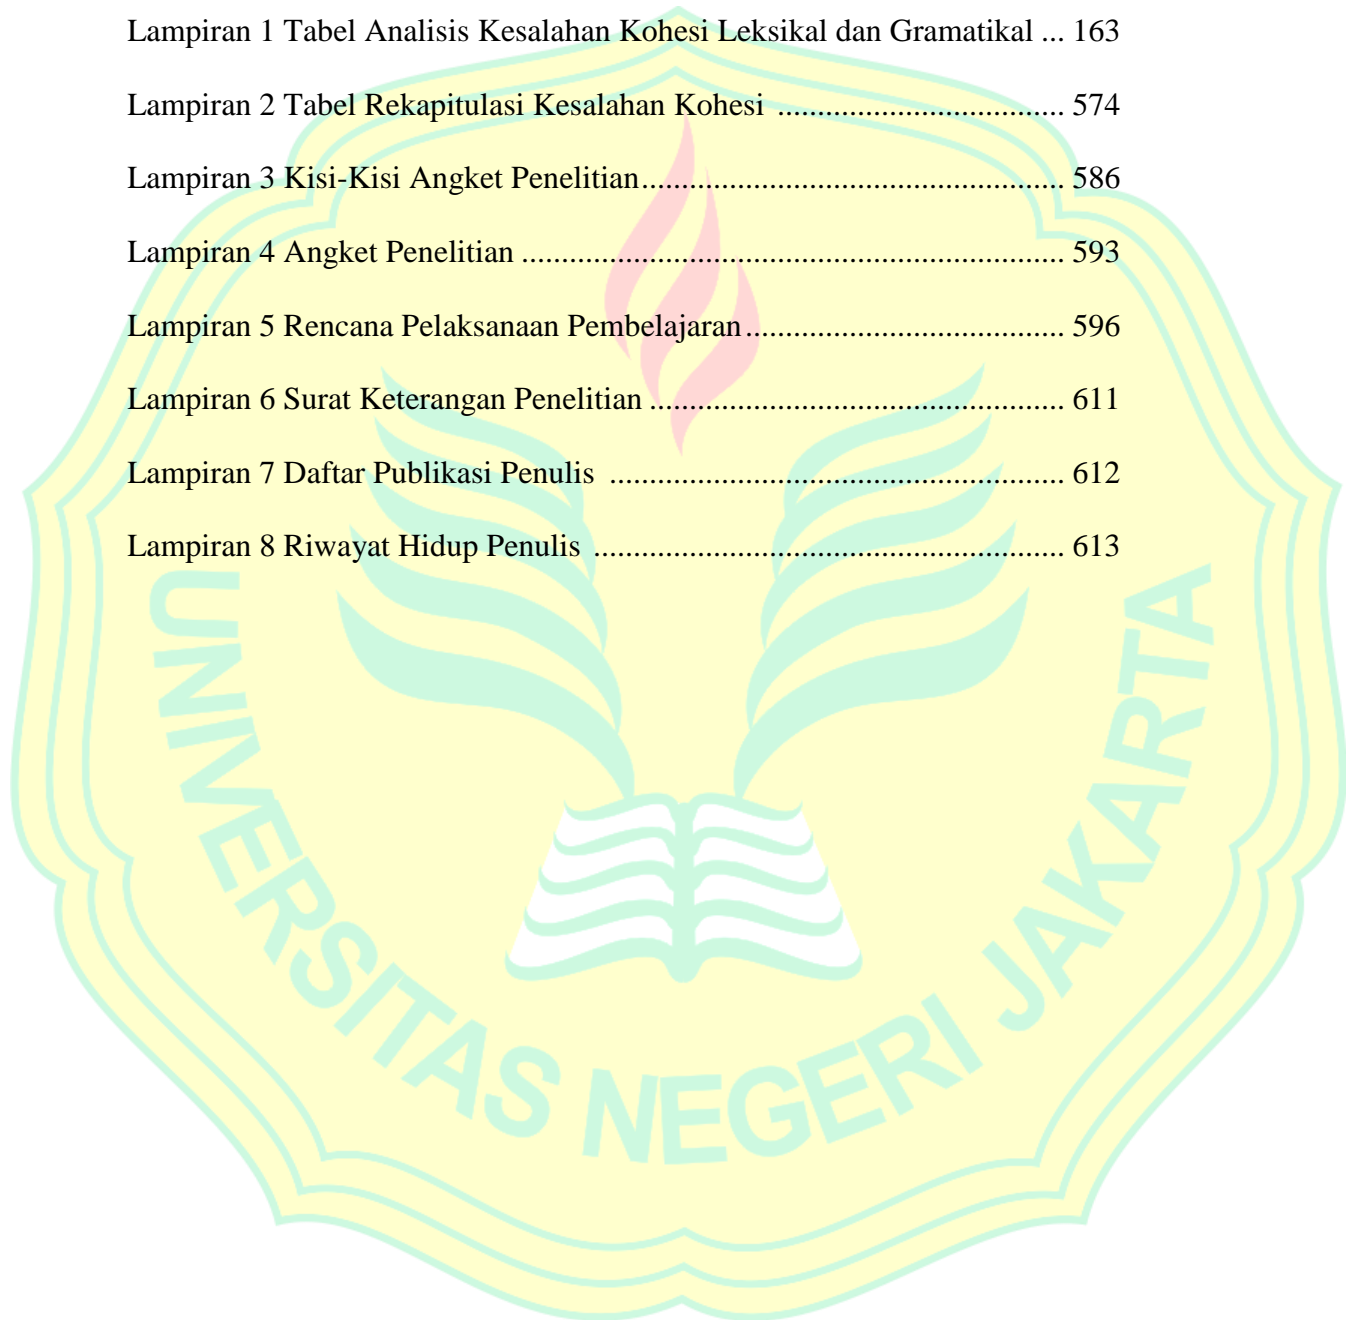 Lampiran 1 Tabel Analisis Kesalahan Kohesi Leksikal dan Gramatikal ... 163
Lampiran 2 Tabel Rekapitulasi Kesalahan Kohesi .................................... 574
Lampiran 3 Kisi-Kisi Angket Penelitian..................................................... 586
Lampiran 4 Angket Penelitian .................................................................... 593
Lampiran 5 Rencana Pelaksanaan Pembelajaran........................................ 596
Lampiran 6 Surat Keterangan Penelitian .................................................... 611
Lampiran 7 Daftar Publikasi Penulis ......................................................... 612
Lampiran 8 Riwayat Hidup Penulis ........................................................... 613
UNIVERSITAS NEGERI JAKARTA